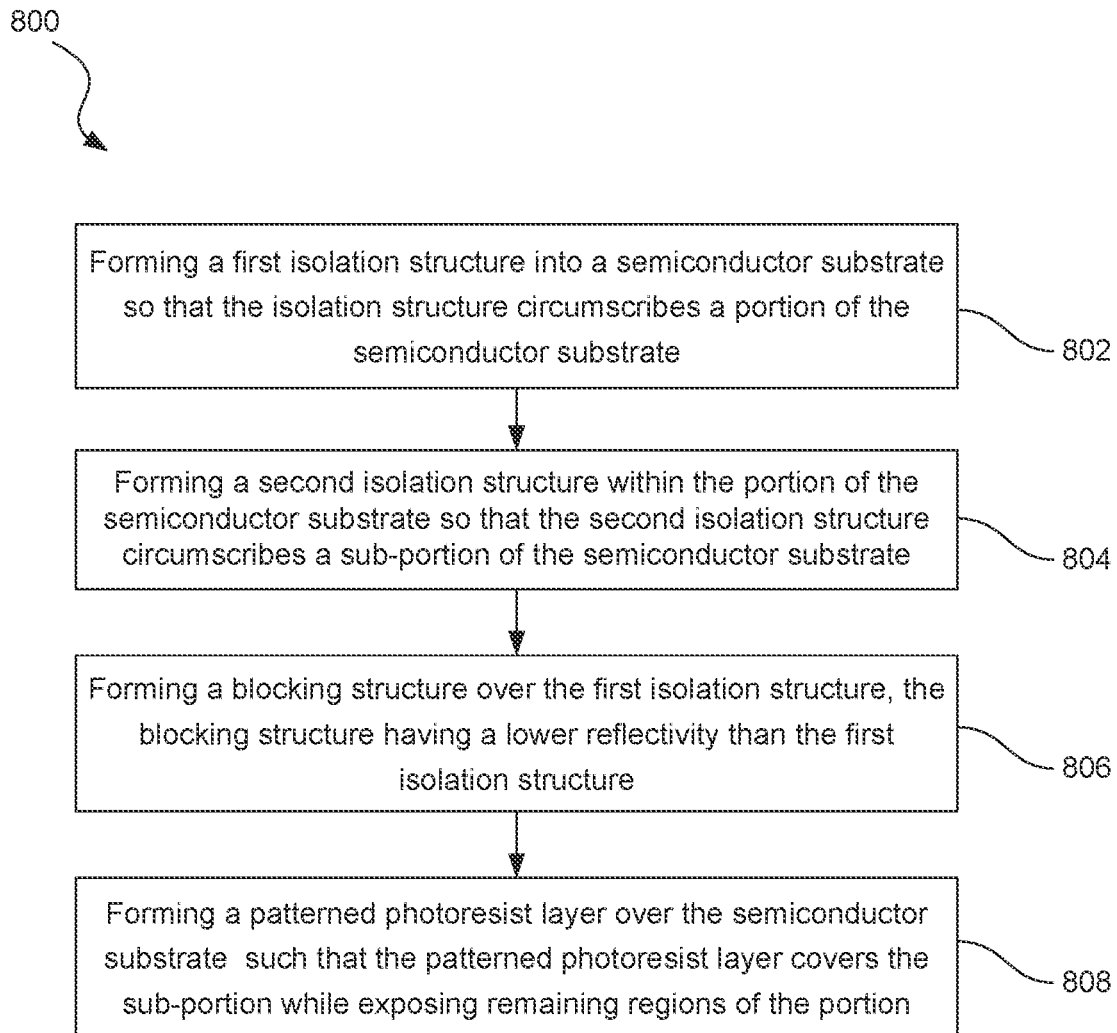 800
Forming a first isolation structure into a semiconductor substrate
so that the isolation structure circumscribes a portion of the
semiconductor substrate
802
Forming a second isolation structure within the portion of the
semiconductor substrate so that the second isolation structure
circumscribes a sub-portion of the semiconductor substrate
804
Forming a blocking structure over the first isolation structure, the
blocking structure having a lower reflectivity than the first
isolation structure
806
Forming a patterned photoresist layer over the semiconductor
substrate such that the patterned photoresist layer covers the
sub-portion while exposing remaining regions of the portion
808